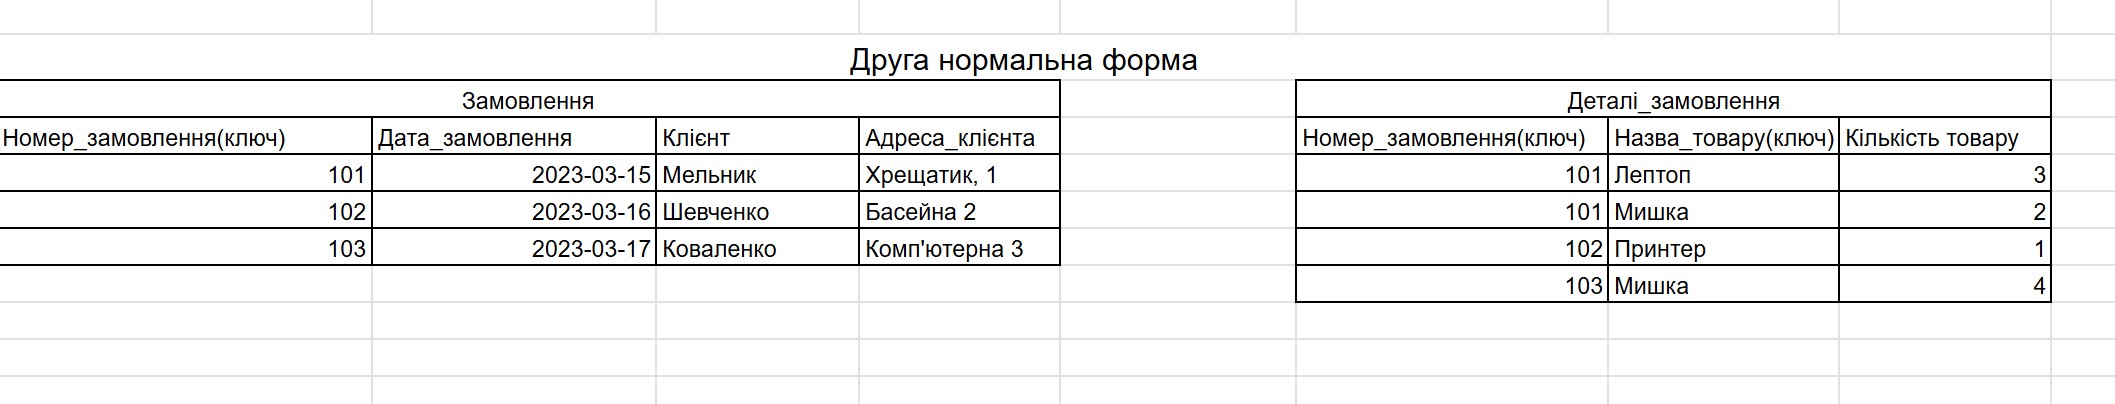 Друга нормальна форма
Замовлення
Номер_замовлення(ключ) Дата_замовлення Клієнт Адреса_клієнта
101 2023-03-15 Мельник Хрещатик, 1
102 2023-03-16 Шевченко Басейна 2
103 2023-03-17 Коваленко Комп'ютерна 3
Деталі_замовлення
Номер_замовлення(ключ) Назва_товару(ключ) Кількість товару
101 Лептоп 3
101 Мишка 2
102 Принтер 1
103 Мишка 4